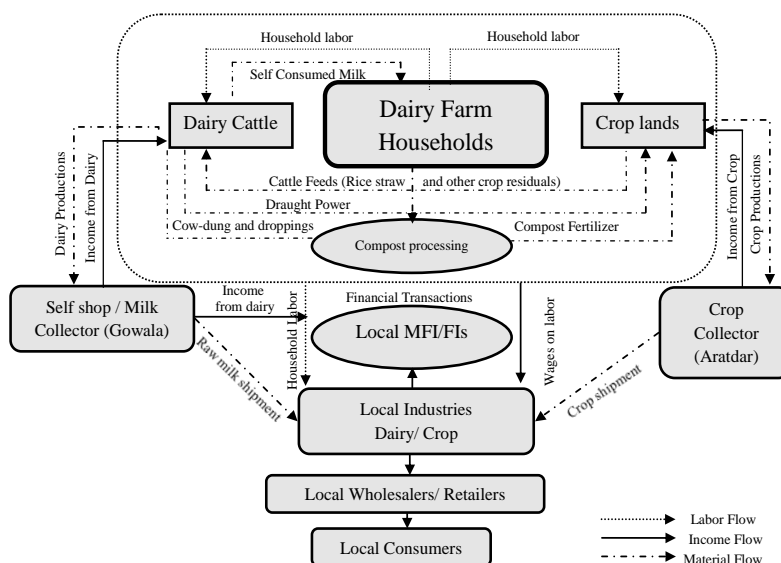 Household labor
Household labor
Self Consumed Milk
Dairy Farm
Households
Dairy Cattle
Crop lands
Cattle Feeds (Rice straw and other crop residuals)
Draught Power
Cow-dung and droppings
Compost Fertilizer
Compost processing
Dairy Productions
Income from Dairy
Income from Crop
Crop Productions
Self shop / Milk
Collector (Gowala)
Income
from dairy
Financial Transactions
Local MFI/FIs
Household Labor
Wages on labor
Crop
Collector
(Aratdar)
Raw milk shipment
Crop shipment
Local Industries
Dairy/ Crop
Local Wholesalers/ Retailers
Local Consumers
Labor Flow
Income Flow
Material Flow